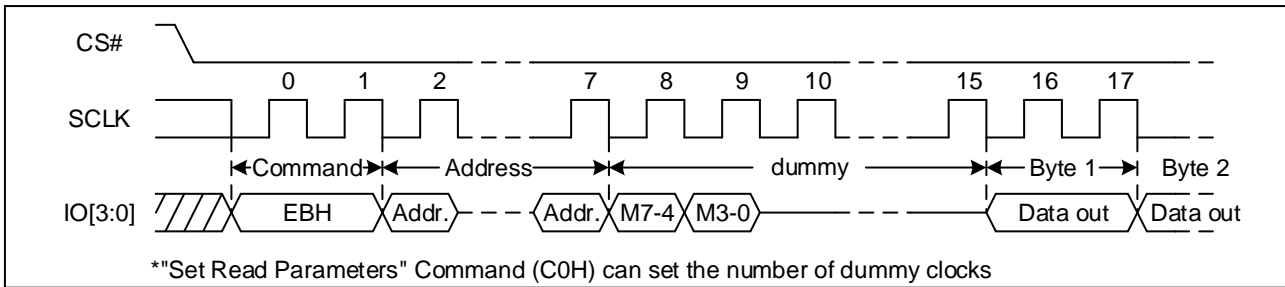 CS#
0 1 2 7 8 9 10 15 16 17
SCLK
Command Address dummy Byte 1 Byte 2
IO[3:0] EBH Addr. Addr. M7-4 M3-0 Data out Data out
*"Set Read Parameters" Command (C0H) can set the number of dummy clocks